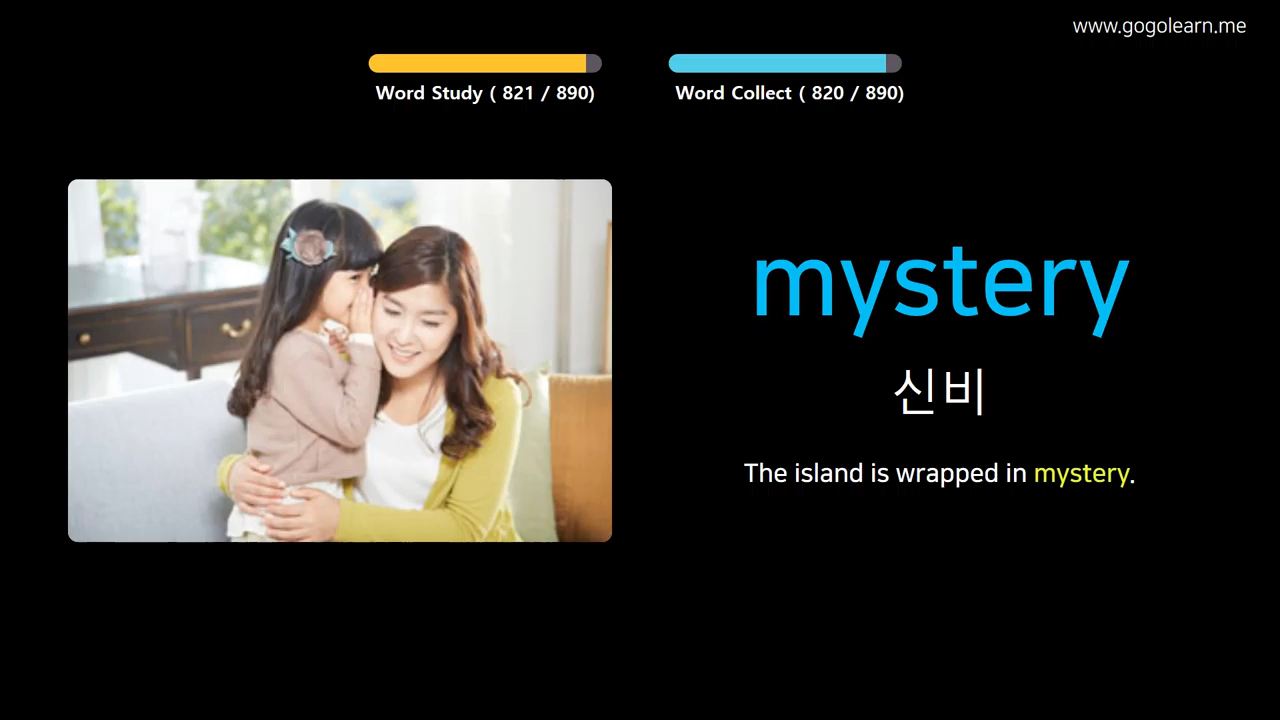 www.gogolearn.me
Word Study ( 821 / 890)
Word Collect ( 820 / 890)
mystery
신비
The island is wrapped in mystery.